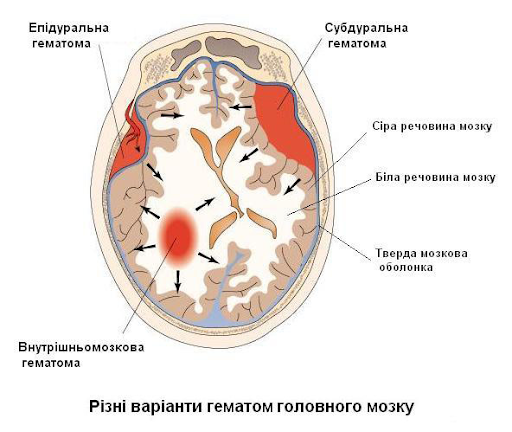 Епідуральна
гематома
Субдуральна
гематома
Сіра речовина мозку
Біла речовина мозку
Тверда мозкова
оболонка
Внутрішньомозкова
гематома
Різні варіанти гематом головного мозку